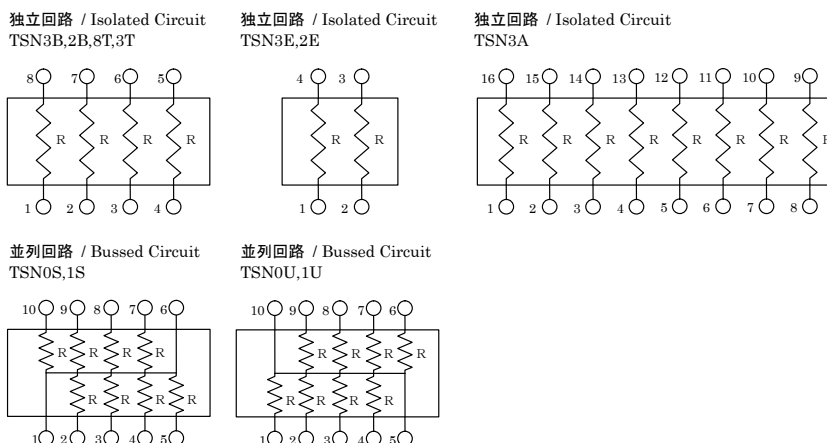 独立回路 / Isolated Circuit
TSN3B,2B,8T,3T
8 7 6 5
R R R R
1 2 3 4
独立回路 / Isolated Circuit
TSN3E,2E
4 3
R R
1 2
独立回路 / Isolated Circuit
TSN3A
16 15 14 13 12 11 10 9
R R R R R R R R
1 2 3 4 5 6 7 8
並列回路 / Bussed Circuit
TSN0S,1S
10 9 8 7 6
R R R R
R R R R
1 2 3 4 5
並列回路 / Bussed Circuit
TSN0U,1U
10 9 8 7 6
R R R R
R R R R
1 2 3 4 5